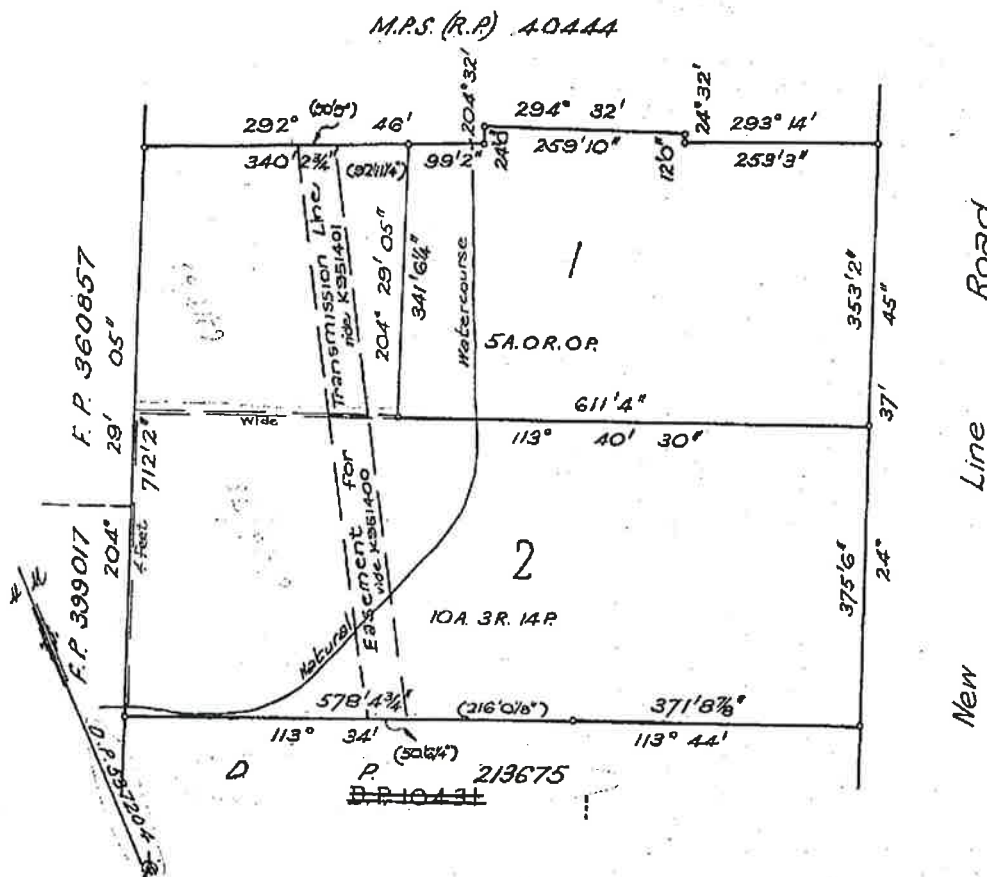 M.P.S. (R.P.) 40444
204° 32'
24° 32'
292° 46'
294° 32'
293° 14'
340' 2¾"
(92'11¼")
99'2"
24'0"
259'10"
12'0"
253'3"
Transmission Line
vide K951401
204° 29' 05"
341'6¼"
Watercourse
1
5A. 0R. 0P.
353'2"
24° 37' 45"
New Line Road
F.P. 360857
204° 29' 05"
712'2"
Wide
611'4"
113° 40' 30"
F.P. 399017
4 Feet
Easement for
vide K951400
Natural
2
10A. 3R. 14P.
375'6"
578'4¾"
(216'0⅛")
371'8⅞"
113° 34'
(50'6¼")
113° 44'
D. P. 213675
D.P. 10431
D.P. 597204